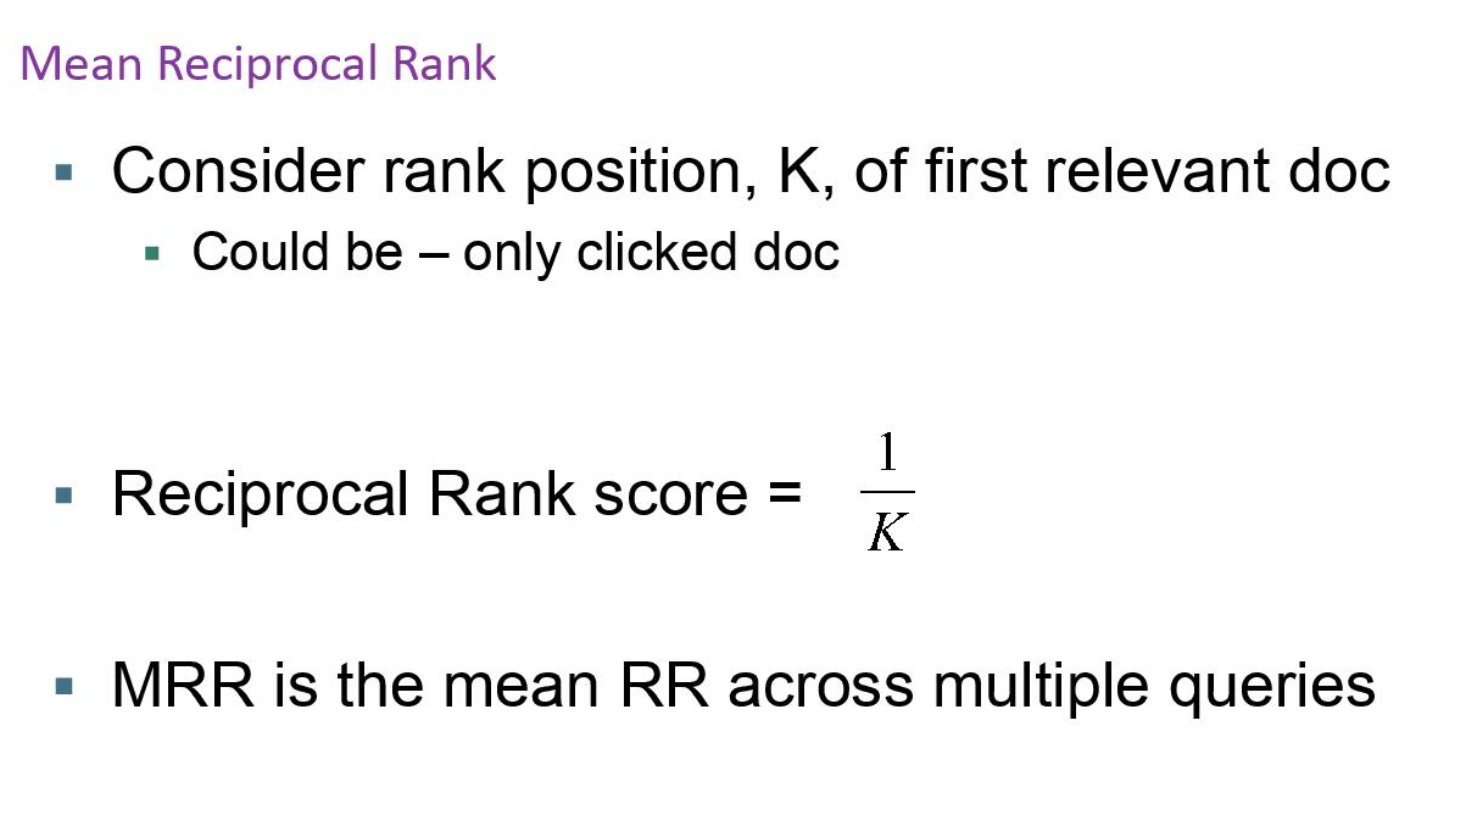 Mean Reciprocal Rank
▪ Consider rank position, K, of first relevant doc
▪ Could be – only clicked doc
▪ Reciprocal Rank score = 1/K
▪ MRR is the mean RR across multiple queries